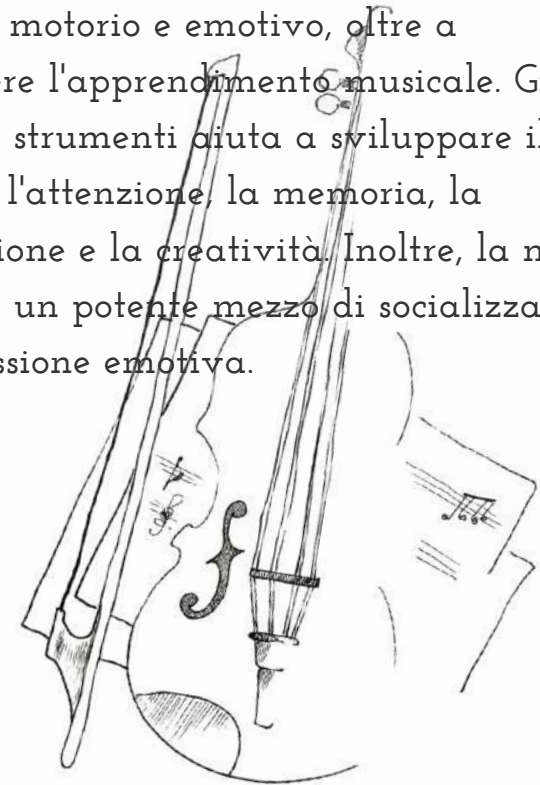 motorio e emotivo, oltre a
ere l'apprendimento musicale. G
strumenti aiuta a sviluppare il
l'attenzione, la memoria, la
ione e la creatività. Inoltre, la n
un potente mezzo di socializza
ssione emotiva.